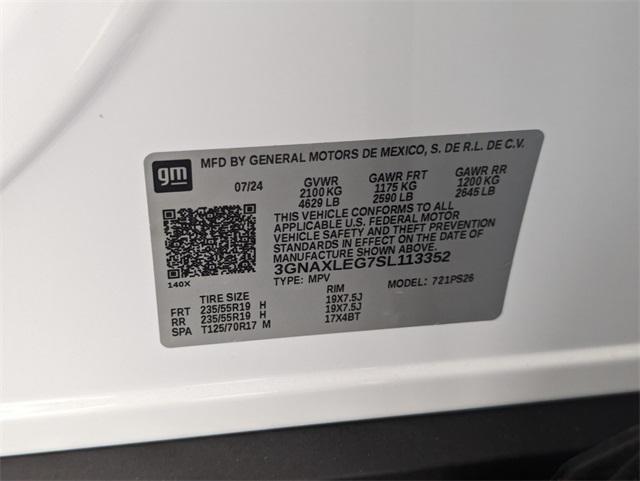 gm
MFD BY GENERAL MOTORS DE MEXICO, S. DE R.L. DE C.V.
07/24 GVWR GAWR FRT GAWR RR
2100 KG 1175 KG 1200 KG
4629 LB 2590 LB 2645 LB
THIS VEHICLE CONFORMS TO ALL
APPLICABLE U.S. FEDERAL MOTOR
VEHICLE SAFETY AND THEFT PREVENTION
STANDARDS IN EFFECT ON THE DATE OF
MANUFACTURE SHOWN ABOVE.
3GNAXLEG7SL113352
140X TYPE: MPV MODEL: 721PS26
TIRE SIZE RIM
FRT 235/55R19 H 19X7.5J
RR 235/55R19 H 19X7.5J
SPA T125/70R17 M 17X4BT